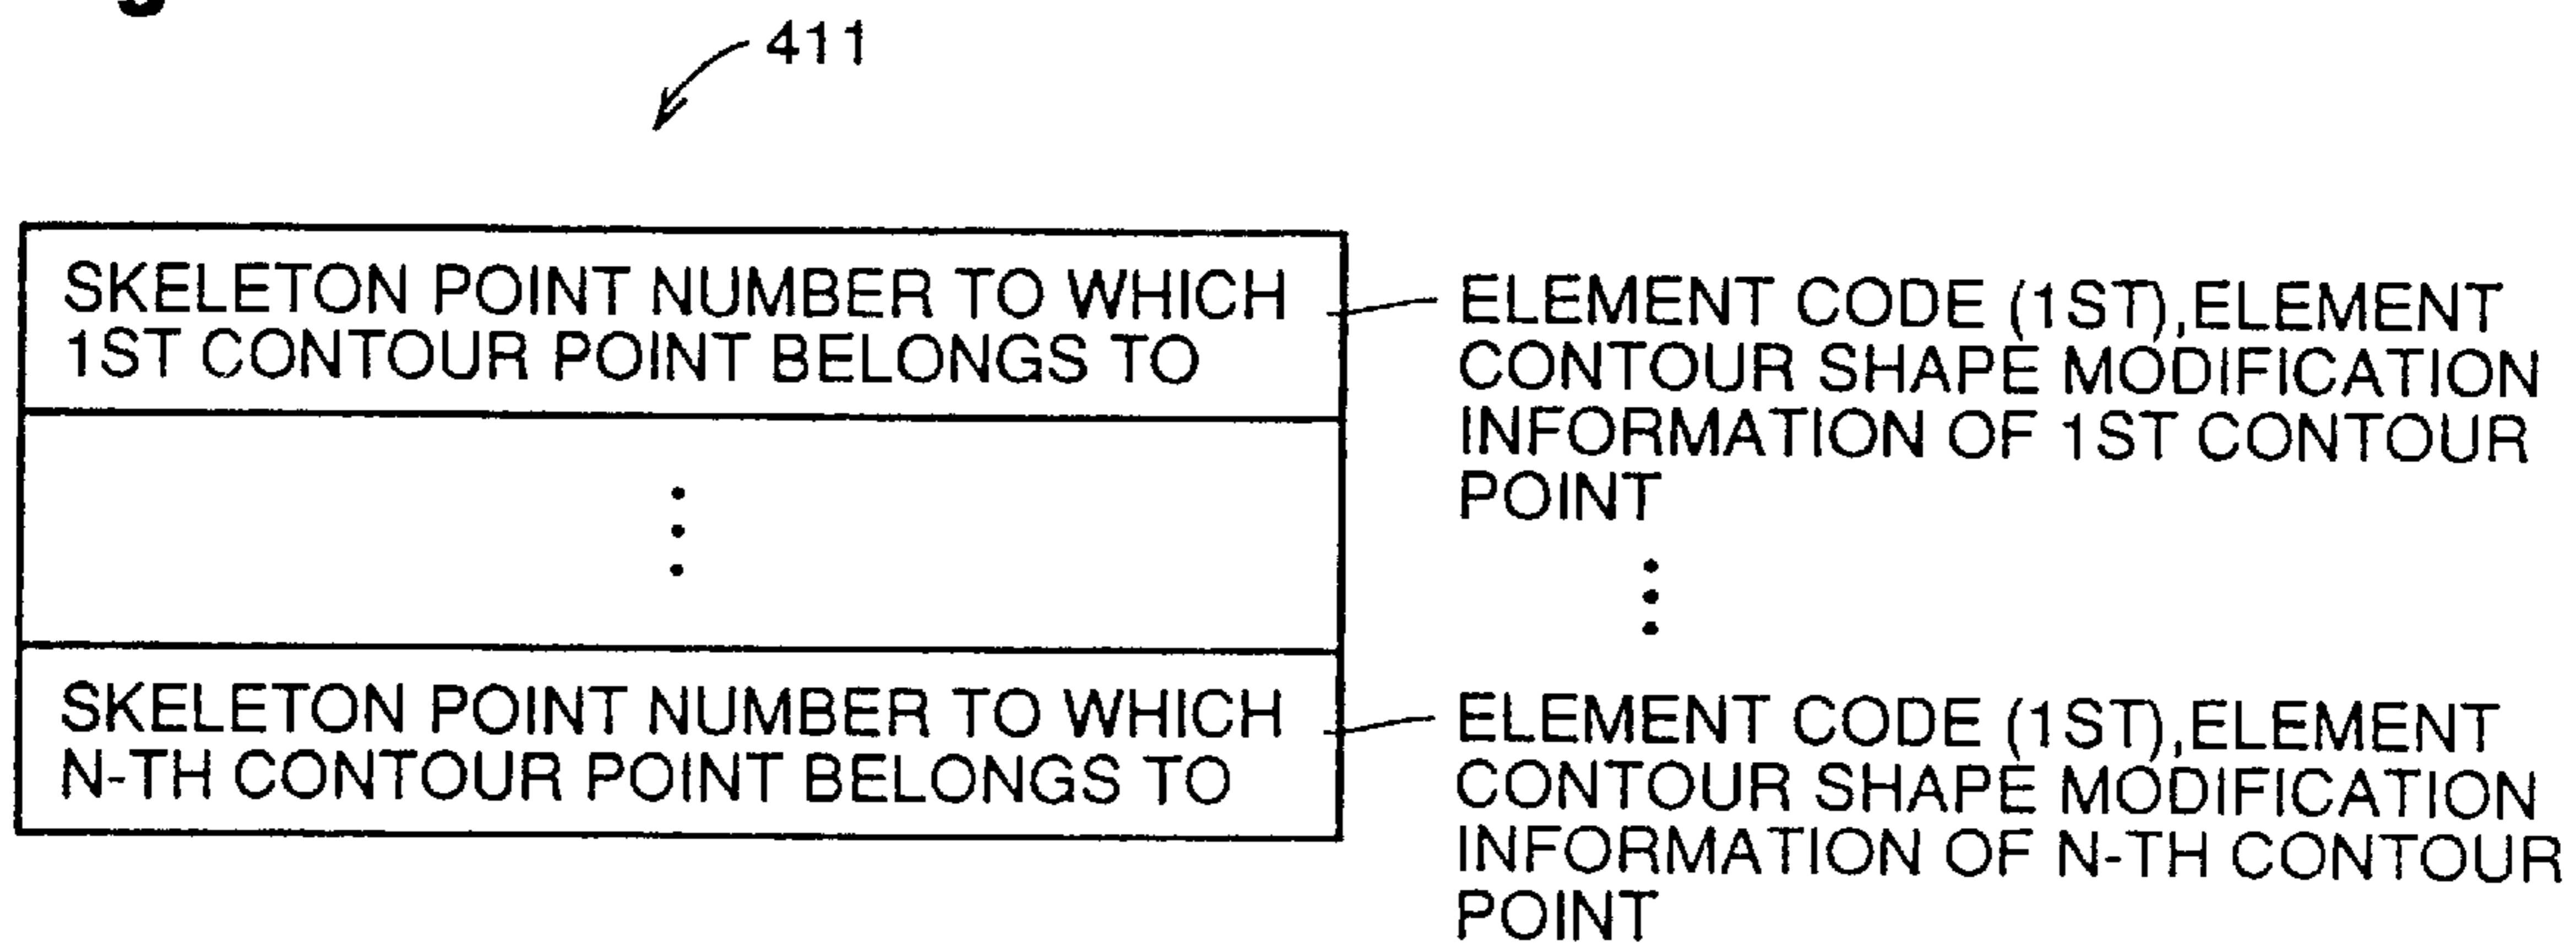 411
SKELETON POINT NUMBER TO WHICH
1ST CONTOUR POINT BELONGS TO
ELEMENT CODE (1ST),ELEMENT
CONTOUR SHAPE MODIFICATION
INFORMATION OF 1ST CONTOUR
POINT
SKELETON POINT NUMBER TO WHICH
N-TH CONTOUR POINT BELONGS TO
ELEMENT CODE (1ST),ELEMENT
CONTOUR SHAPE MODIFICATION
INFORMATION OF N-TH CONTOUR
POINT